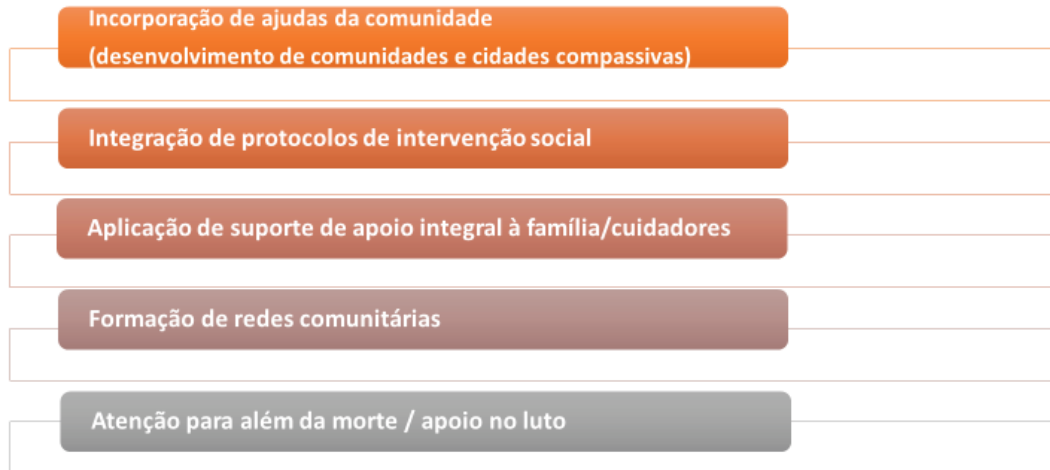 Incorporação de ajudas da comunidade
(desenvolvimento de comunidades e cidades compassivas)
Integração de protocolos de intervenção social
Aplicação de suporte de apoio integral à família/cuidadores
Formação de redes comunitárias
Atenção para além da morte / apoio no luto